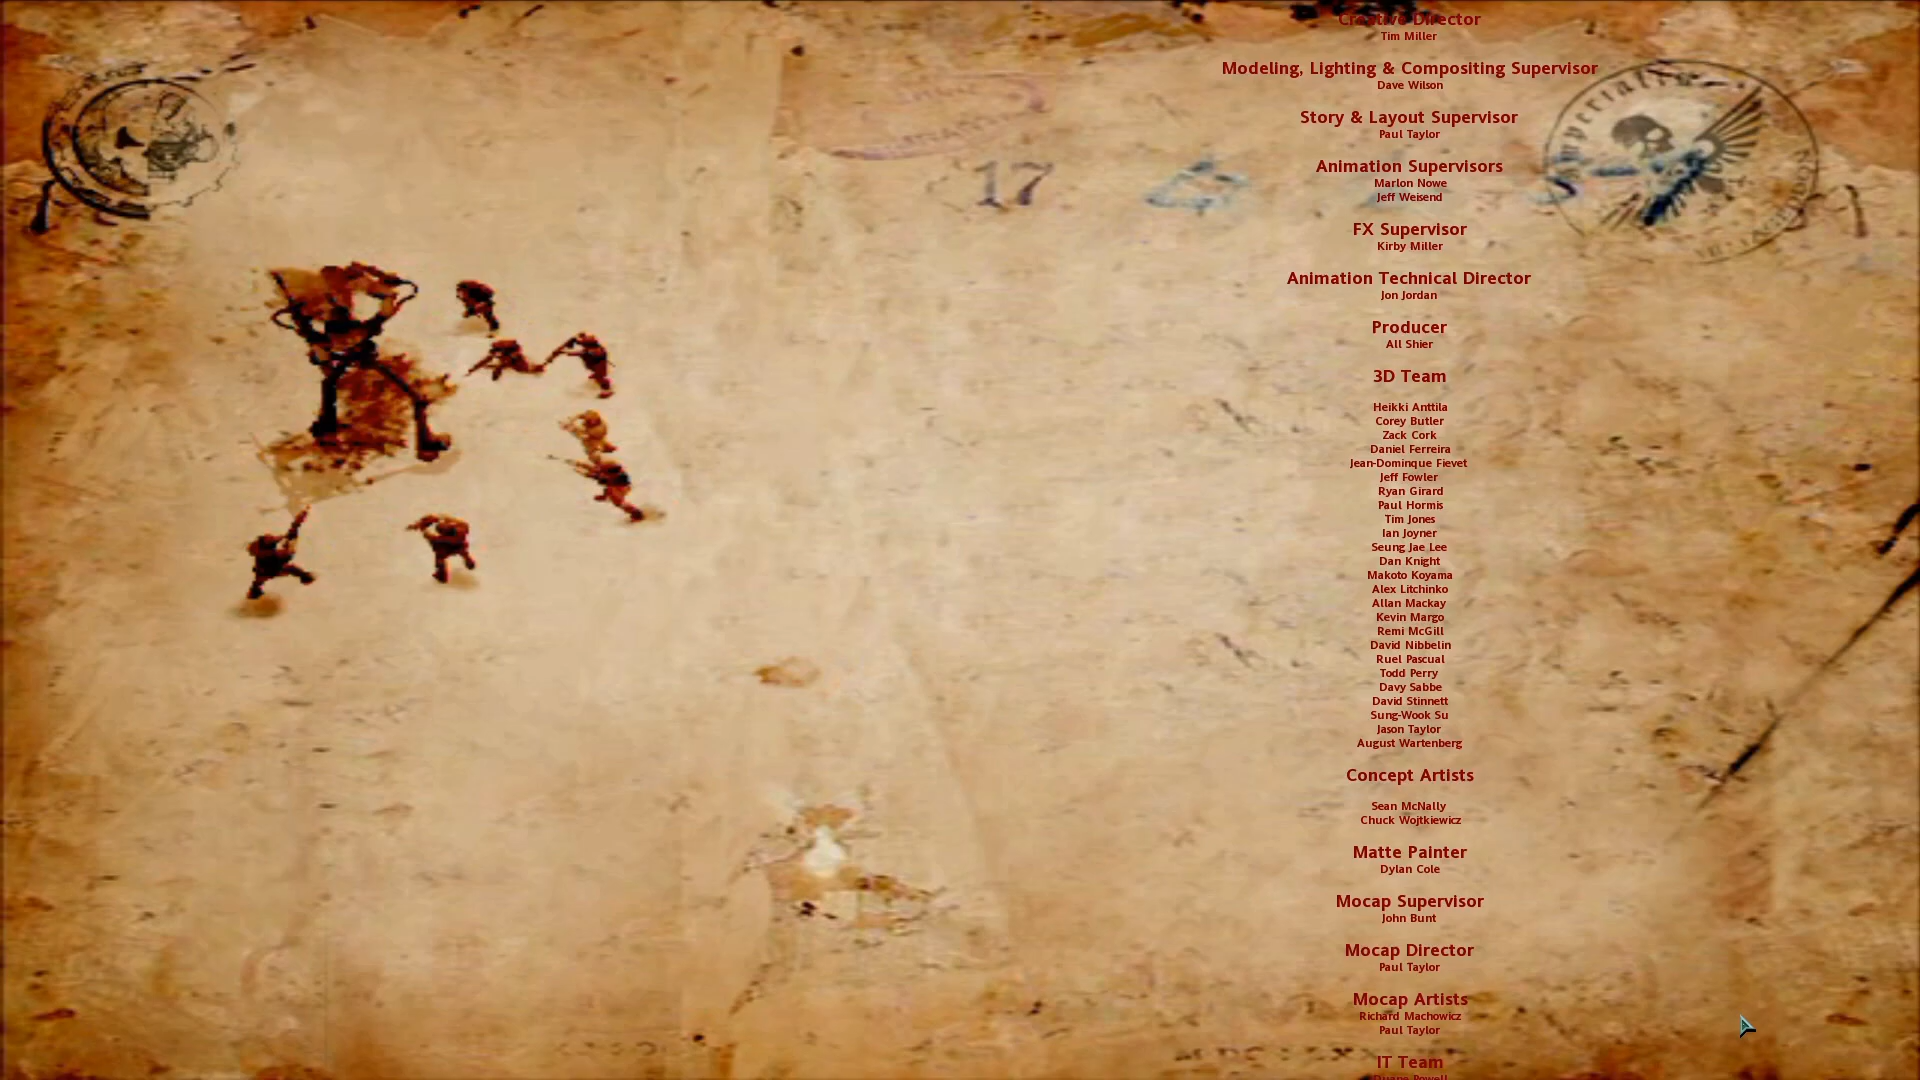 Creative Director
Tim Miller
Modeling, Lighting & Compositing Supervisor
Dave Wilson
Story & Layout Supervisor
Paul Taylor
Animation Supervisors
Marlon Nowe
Jeff Weisend
17
FX Supervisor
Kirby Miller
Animation Technical Director
Jon Jordan
Producer
All Shier
3D Team
Heikki Anttila
Corey Butler
Zack Cork
Daniel Ferreira
Jean-Dominque Fievet
Jeff Fowler
Ryan Girard
Paul Hormis
Tim Jones
Ian Joyner
Seung Jae Lee
Dan Knight
Makoto Koyama
Alex Litchinko
Allan Mackay
Kevin Margo
Remi McGill
David Nibbelin
Ruel Pascual
Todd Perry
Davy Sabbe
David Stinnett
Sung-Wook Su
Jason Taylor
August Wartenberg
Concept Artists
Sean McNally
Chuck Wojtkiewicz
Matte Painter
Dylan Cole
Mocap Supervisor
John Bunt
Mocap Director
Paul Taylor
Mocap Artists
Richard Machowicz
Paul Taylor
IT Team